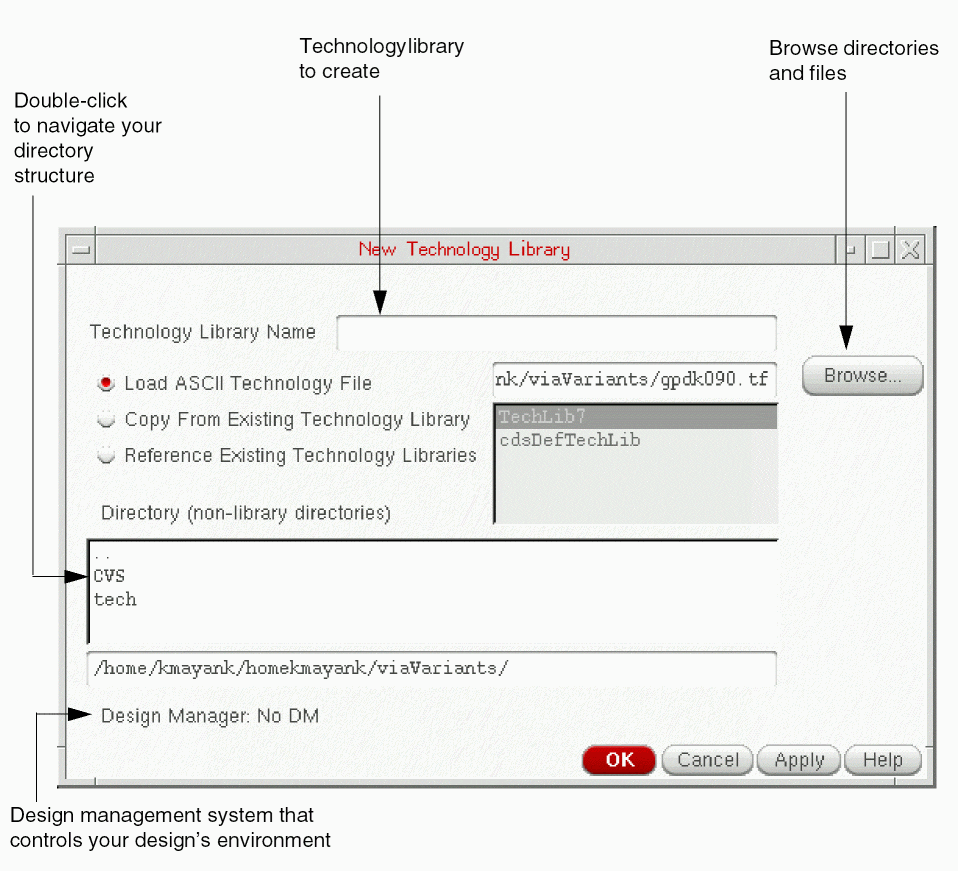 Technologylibrary
to create
Browse directories
and files
Double-click
to navigate your
directory
structure
New Technology Library
Technology Library Name
Load ASCII Technology File
nk/viaVariants/gpdk090.tf
Browse...
Copy From Existing Technology Library
TechLib7
cdsDefTechLib
Reference Existing Technology Libraries
Directory (non-library directories)
..
CVS
tech
/home/kmayank/homekmayank/viaVariants/
Design Manager: No DM
OK
Cancel
Apply
Help
Design management system that
controls your design's environment